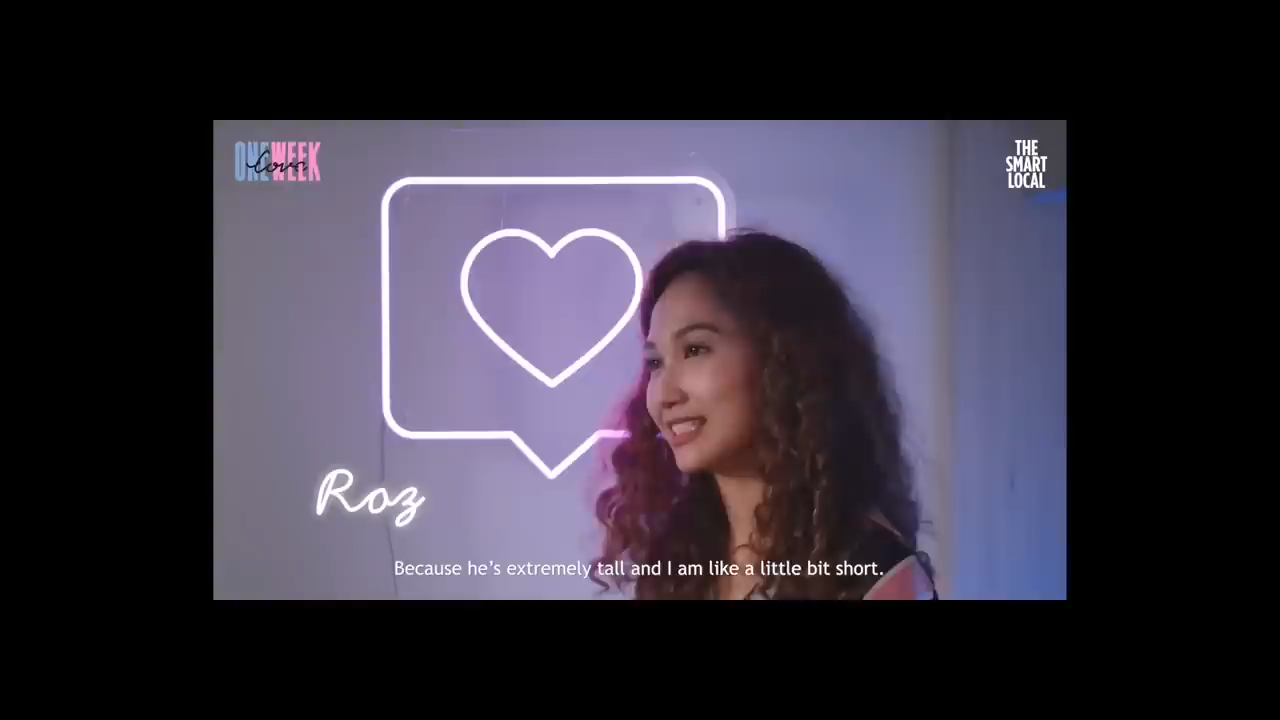 ONE WEEK
Love
THE
SMART
LOCAL
Roz
Because he's extremely tall and I am like a little bit short.